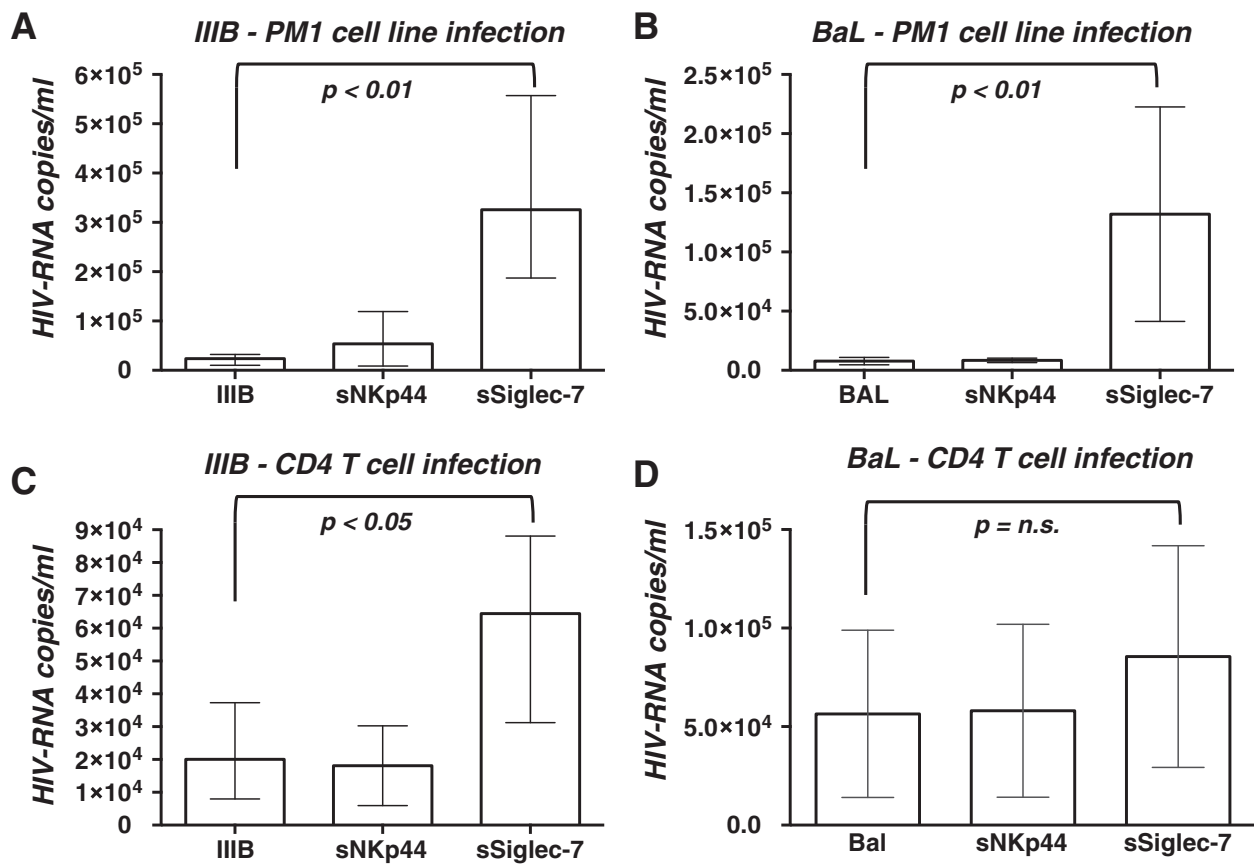 A
IIIB - PM1 cell line infection
p < 0.01
HIV-RNA copies/ml
6×10⁵
5×10⁵
4×10⁵
3×10⁵
2×10⁵
1×10⁵
0
IIIB sNKp44 sSiglec-7
B
BaL - PM1 cell line infection
p < 0.01
HIV-RNA copies/ml
2.5×10⁵
2.0×10⁵
1.5×10⁵
1.0×10⁵
5.0×10⁴
0.0
BAL sNKp44 sSiglec-7
C
IIIB - CD4 T cell infection
p < 0.05
HIV-RNA copies/ml
9×10⁴
8×10⁴
7×10⁴
6×10⁴
5×10⁴
4×10⁴
3×10⁴
2×10⁴
1×10⁴
0
IIIB sNKp44 sSiglec-7
D
BaL - CD4 T cell infection
p = n.s.
HIV-RNA copies/ml
1.5×10⁵
1.0×10⁵
5.0×10⁴
0.0
Bal sNKp44 sSiglec-7